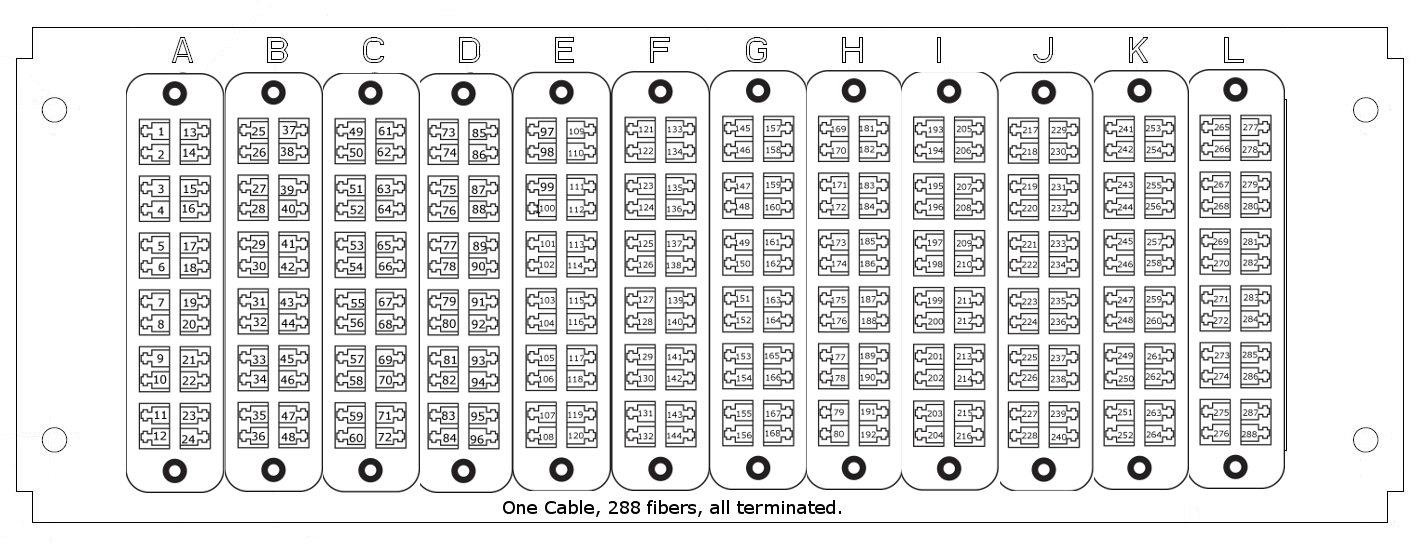 A B C D E F G H I J K L
1 13 25 37 49 61 73 85 97 109 121 133 145 157 169 181 193 205 217 229 241 253 265 277
2 14 26 38 50 62 74 86 98 110 122 134 146 158 170 182 194 206 218 230 242 254 266 278
3 15 27 39 51 63 75 87 99 111 123 135 147 159 171 183 195 207 219 231 243 255 267 279
4 16 28 40 52 64 76 88 100 112 124 136 148 160 172 184 196 208 220 232 244 256 268 280
5 17 29 41 53 65 77 89 101 113 125 137 149 161 173 185 197 209 221 233 245 257 269 281
6 18 30 42 54 66 78 90 102 114 126 138 150 162 174 186 198 210 222 234 246 258 270 282
7 19 31 43 55 67 79 91 103 115 127 139 151 163 175 187 199 211 223 235 247 259 271 283
8 20 32 44 56 68 80 92 104 116 128 140 152 164 176 188 200 212 224 236 248 260 272 284
9 21 33 45 57 69 81 93 105 117 129 141 153 165 177 189 201 213 225 237 249 261 273 285
10 22 34 46 58 70 82 94 106 118 130 142 154 166 178 190 202 214 226 238 250 262 274 286
11 23 35 47 59 71 83 95 107 119 131 143 155 167 79 191 203 215 227 239 251 263 275 287
12 24 36 48 60 72 84 96 108 120 132 144 156 168 80 192 204 216 228 240 252 264 276 288
One Cable, 288 fibers, all terminated.